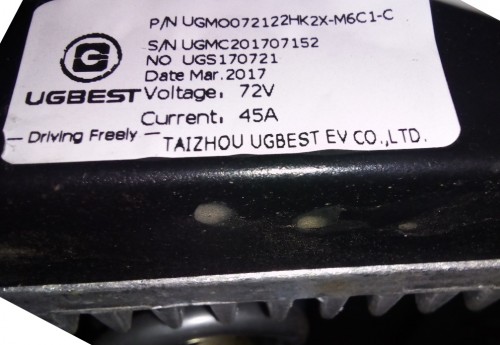 P/N UGMO072122HK2X-M6C1-C
S/N UGMC201707152
NO UGS170721
Date Mar.2017
UGBEST
Voltage: 72V
Current: 45A
— Driving Freely —
TAIZHOU UGBEST EV CO.,LTD.